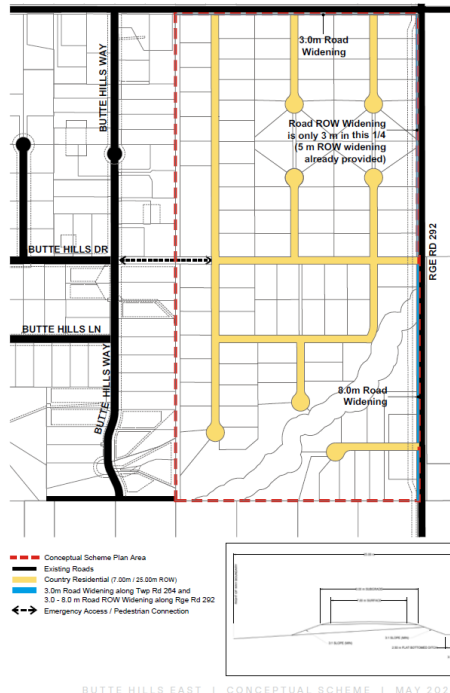 BUTTE HILLS WAY
3.0m Road
Widening
Road ROW Widening
is only 3 m in this 1/4
(5 m ROW widening
already provided)
RGE RD 292
BUTTE HILLS DR
BUTTE HILLS LN
BUTTE HILLS WAY
8.0m Road
Widening
Conceptual Scheme Plan Area
Existing Roads
Country Residential (7.00m / 25.00m ROW)
3.0m Road Widening along Twp Rd 264 and
3.0 - 8.0 m Road ROW Widening along Rge Rd 292
Emergency Access / Pedestrian Connection
BUTTE HILLS EAST | CONCEPTUAL SCHEME | MAY 202